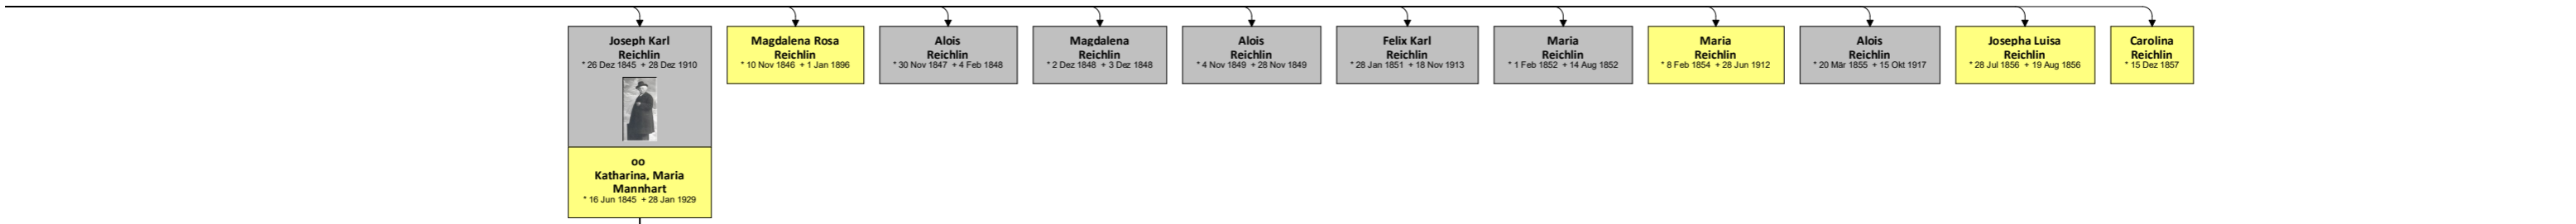 Joseph Karl
Reichlin
* 26 Dez 1845 + 28 Dez 1910
oo
Katharina, Maria
Mannhart
* 16 Jun 1845 + 28 Jan 1929
Magdalena Rosa
Reichlin
* 10 Nov 1846 + 1 Jan 1896
Alois
Reichlin
* 30 Nov 1847 + 4 Feb 1848
Magdalena
Reichlin
* 2 Dez 1848 + 3 Dez 1848
Alois
Reichlin
* 4 Nov 1849 + 28 Nov 1849
Felix Karl
Reichlin
* 28 Jan 1851 + 18 Nov 1913
Maria
Reichlin
* 1 Feb 1852 + 14 Aug 1852
Maria
Reichlin
* 8 Feb 1854 + 28 Jun 1912
Alois
Reichlin
* 20 Mär 1855 + 15 Okt 1917
Josepha Luisa
Reichlin
* 28 Jul 1856 + 19 Aug 1856
Carolina
Reichlin
* 15 Dez 1857